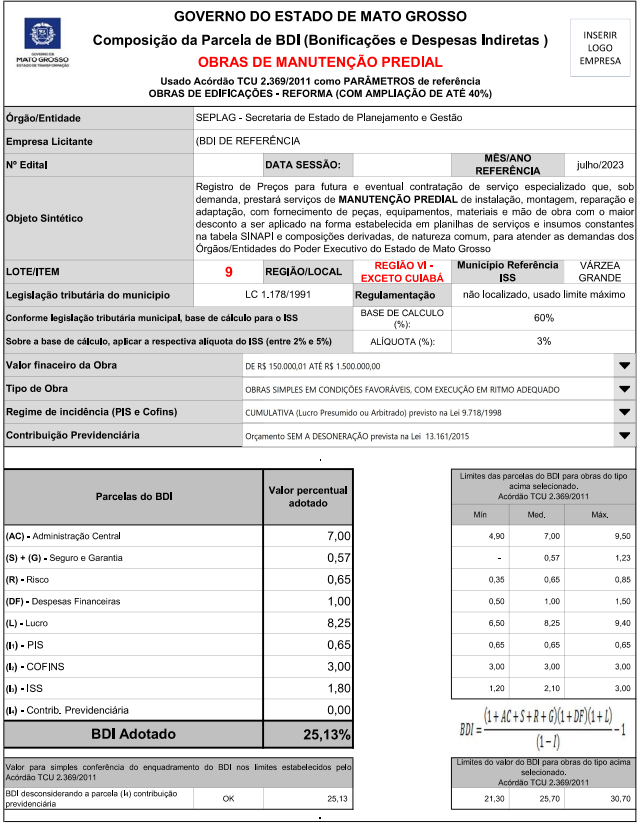 GOVERNO DO ESTADO DE MATO GROSSO
Composição da Parcela de BDI (Bonificações e Despesas Indiretas )
OBRAS DE MANUTENÇÃO PREDIAL
Usado Acórdão TCU 2.369/2011 como PARÂMETROS de referência
OBRAS DE EDIFICAÇÕES - REFORMA (COM AMPLIAÇÃO DE ATÉ 40%)
GOVERNO DE
MATO GROSSO
ESTADO DE TRANSFORMAÇÃO
INSERIR
LOGO
EMPRESA
Órgão/Entidade SEPLAG - Secretaria de Estado de Planejamento e Gestão
Empresa Licitante (BDI DE REFERÊNCIA
Nº Edital DATA SESSÃO: MÊS/ANO REFERÊNCIA julho/2023
Objeto Sintético
Registro de Preços para futura e eventual contratação de serviço especializado que, sob
demanda, prestará serviços de MANUTENÇÃO PREDIAL de instalação, montagem, reparação e
adaptação, com fornecimento de peças, equipamentos, materiais e mão de obra com o maior
desconto a ser aplicado na forma estabelecida em planilhas de serviços e insumos constantes
na tabela SINAPI e composições derivadas, de natureza comum, para atender as demandas dos
Órgãos/Entidades do Poder Executivo do Estado de Mato Grosso
LOTE/ITEM 9 REGIÃO/LOCAL REGIÃO VI - EXCETO CUIABÁ Município Referência ISS VÁRZEA GRANDE
Legislação tributária do municipio LC 1.178/1991 Regulamentação não localizado, usado limite máximo
Conforme legislação tributária municipal, base de cálculo para o ISS BASE DE CALCULO (%): 60%
Sobre a base de cálculo, aplicar a respectiva alíquota do ISS (entre 2% e 5%) ALÍQUOTA (%): 3%
Valor finaceiro da Obra DE R$ 150.000,01 ATÉ R$ 1.500.000,00
Tipo de Obra OBRAS SIMPLES EM CONDIÇÕES FAVORÁVEIS, COM EXECUÇÃO EM RITMO ADEQUADO
Regime de incidência (PIS e Cofins) CUMULATIVA (Lucro Presumido ou Arbitrado) previsto na Lei 9.718/1998
Contribuição Previdenciária Orçamento SEM A DESONERAÇÃO prevista na Lei 13.161/2015
Parcelas do BDI Valor percentual adotado
Limites das parcelas do BDI para obras do tipo
acima selecionado.
Acórdão TCU 2.369/2011
Mín Med. Máx.
(AC) - Administração Central 7,00 4,90 7,00 9,50
(S) + (G) - Seguro e Garantia 0,57 - 0,57 1,23
(R) - Risco 0,65 0,35 0,65 0,85
(DF) - Despesas Financeiras 1,00 0,50 1,00 1,50
(L) - Lucro 8,25 6,50 8,25 9,40
(I₁) - PIS 0,65 0,65 0,65 0,65
(I₂) - COFINS 3,00 3,00 3,00 3,00
(I₃) - ISS 1,80 1,20 2,10 3,00
(I₄) - Contrib. Previdenciária 0,00
BDI Adotado 25,13%
BDI = (1 + AC + S + R + G)(1 + DF)(1 + L) / (1 - I) - 1
Valor para simples conferência do enquadramento do BDI nos limites estabelecidos pelo
Acórdão TCU 2.369/2011
Limites do valor do BDI para obras do tipo acima
selecionado.
Acórdão TCU 2.369/2011
BDI desconsiderando a parcela (I₄) contribuição
previdenciária OK 25,13 21,30 25,70 30,70